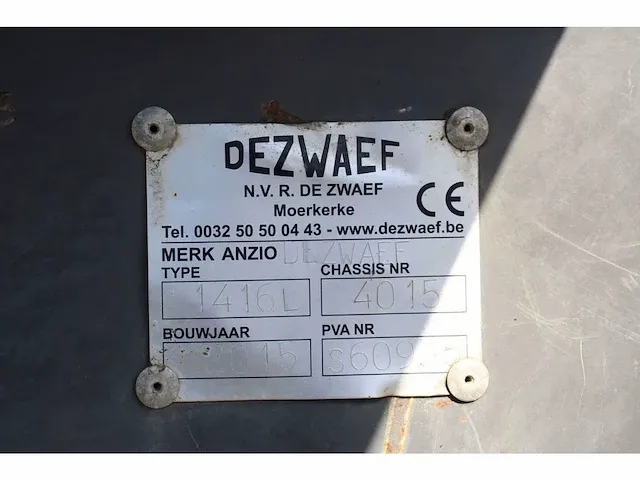 DEZWAEF
N.V. R. DE ZWAEF
Moerkerke
CE
Tel. 0032 50 50 04 43 - www.dezwaef.be
MERK ANZIO DEZWAEF
TYPE CHASSIS NR
1416L 4015
BOUWJAAR PVA NR